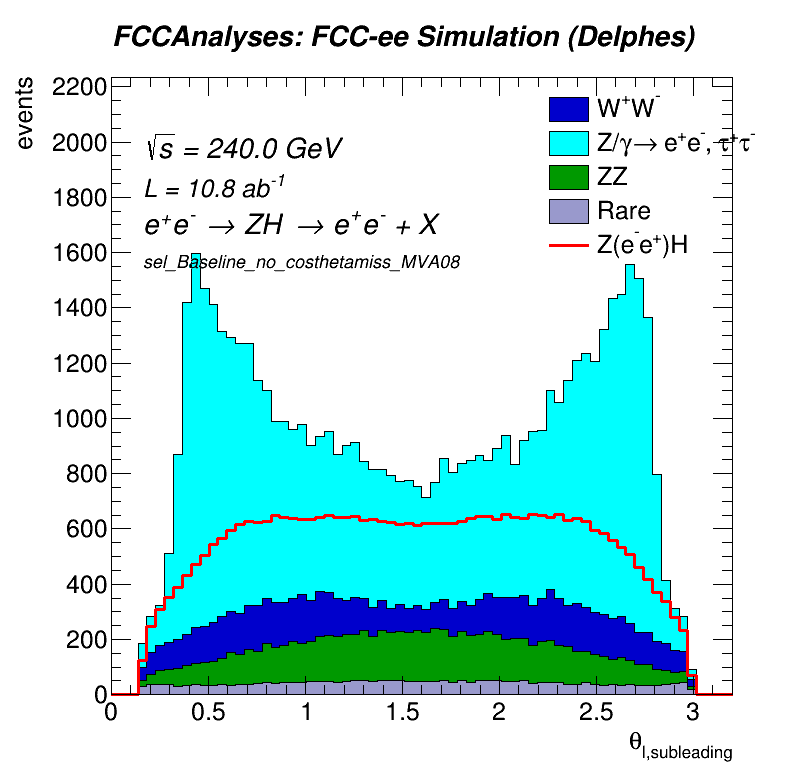 FCCAnalyses: FCC-ee Simulation (Delphes)
events
2200
2000
1800
1600
1400
1200
1000
800
600
400
200
0
√s = 240.0 GeV
L = 10.8 ab⁻¹
e⁺e⁻ → ZH → e⁺e⁻ + X
sel_Baseline_no_costhetamiss_MVA08
W⁺W⁻
Z/γ→ e⁺e⁻, τ⁺τ⁻
ZZ
Rare
Z(e⁻e⁺)H
0 0.5 1 1.5 2 2.5 3
θ_l,subleading